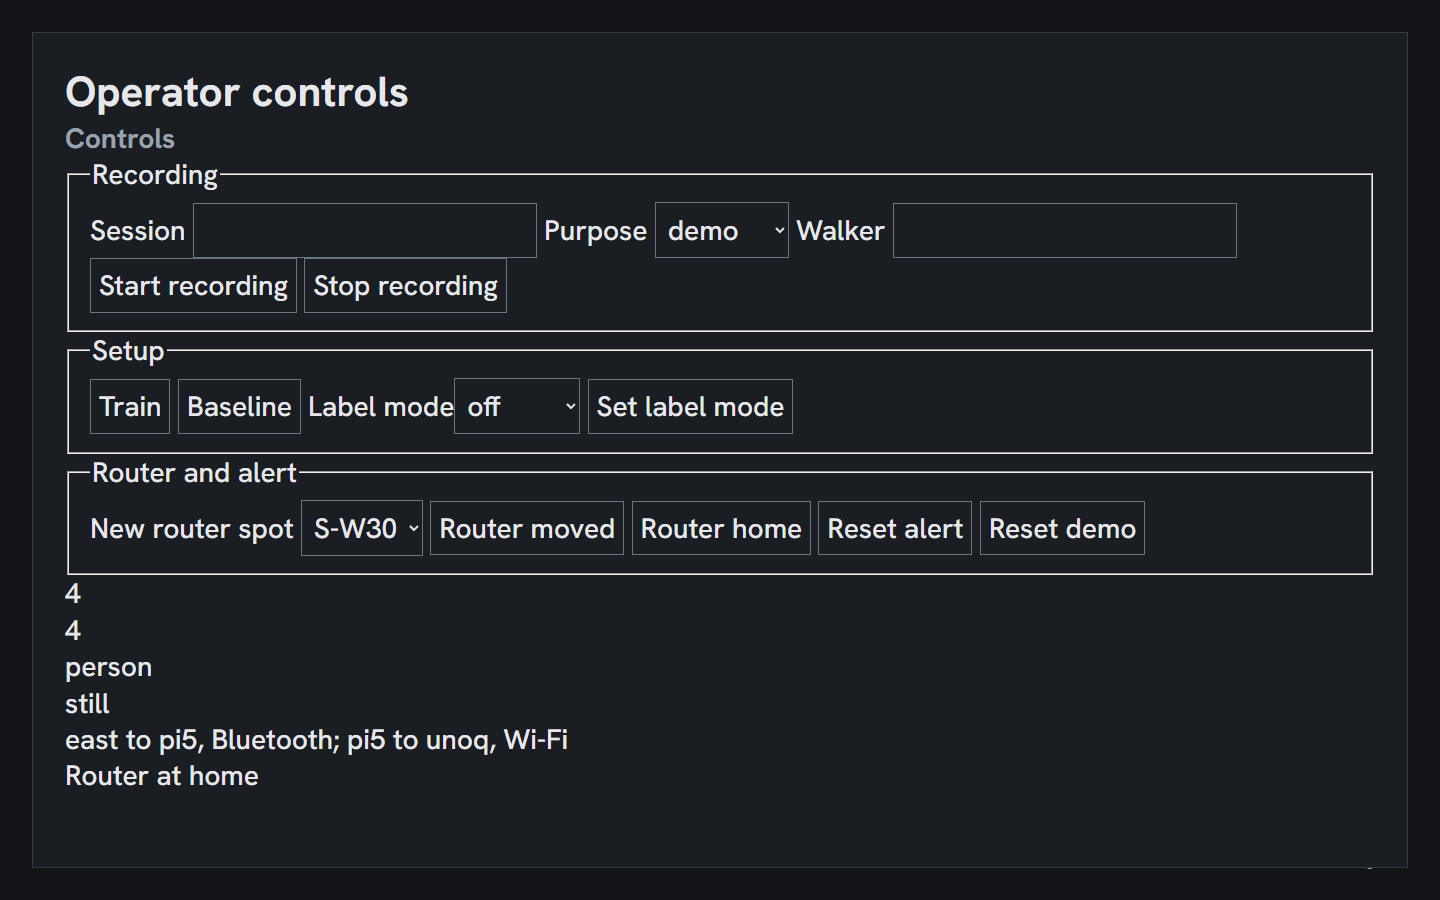 Operator controls
Controls
Recording
Session Purpose demo Walker
Start recording Stop recording
Setup
Train Baseline Label mode off Set label mode
Router and alert
New router spot S-W30 Router moved Router home Reset alert Reset demo
4
4
person
still
east to pi5, Bluetooth; pi5 to unoq, Wi-Fi
Router at home